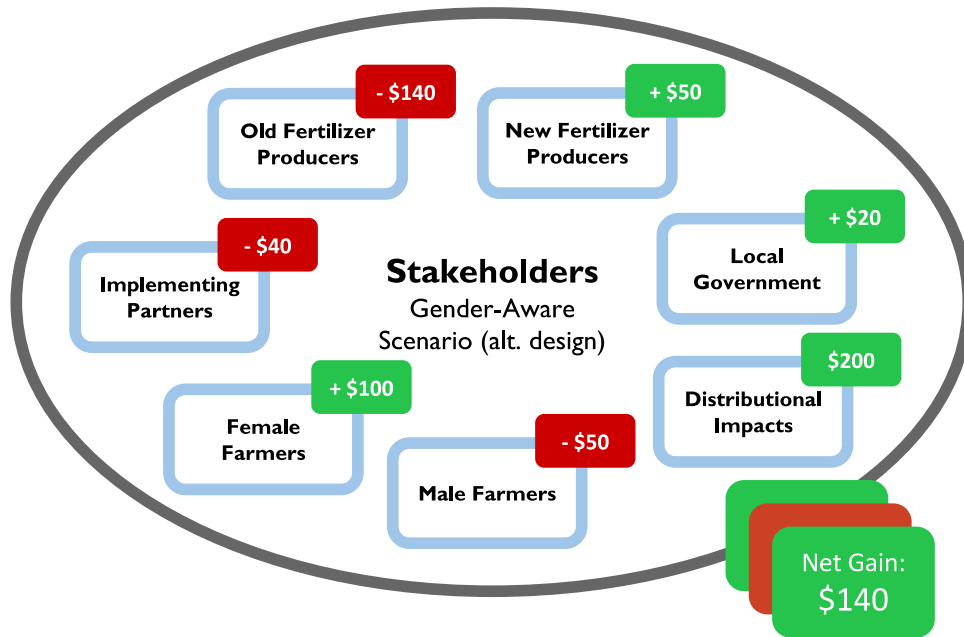 - $140
Old Fertilizer
Producers
+ $50
New Fertilizer
Producers
- $40
Implementing
Partners
Stakeholders
Gender-Aware
Scenario (alt. design)
+ $20
Local
Government
+ $100
Female
Farmers
- $50
Male Farmers
$200
Distributional
Impacts
Net Gain:
$140